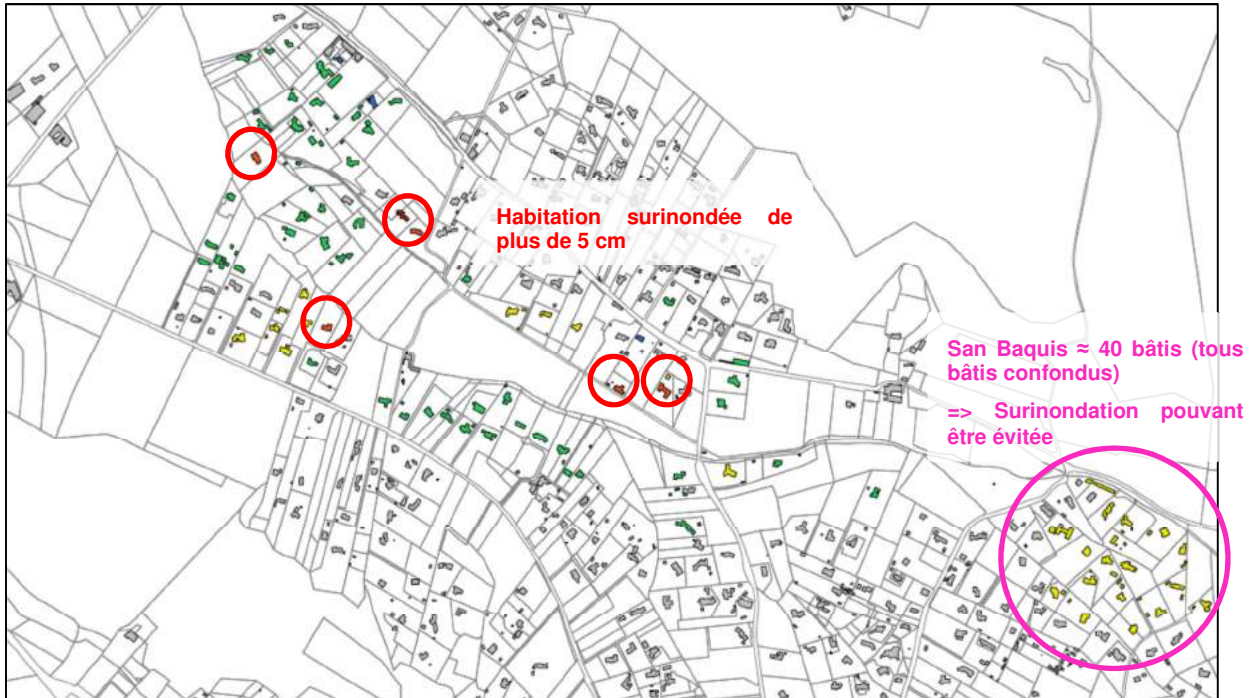 Habitation surinondée de
plus de 5 cm
San Baquis ≈ 40 bâtis (tous
bâtis confondus)
=> Surinondation pouvant
être évitée